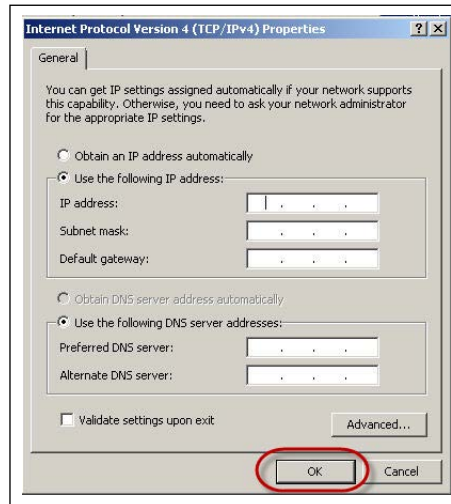 Internet Protocol Version 4 (TCP/IPv4) Properties
General
You can get IP settings assigned automatically if your network supports
this capability. Otherwise, you need to ask your network administrator
for the appropriate IP settings.
Obtain an IP address automatically
Use the following IP address:
IP address:
Subnet mask:
Default gateway:
Obtain DNS server address automatically
Use the following DNS server addresses:
Preferred DNS server:
Alternate DNS server:
Validate settings upon exit
Advanced...
OK
Cancel